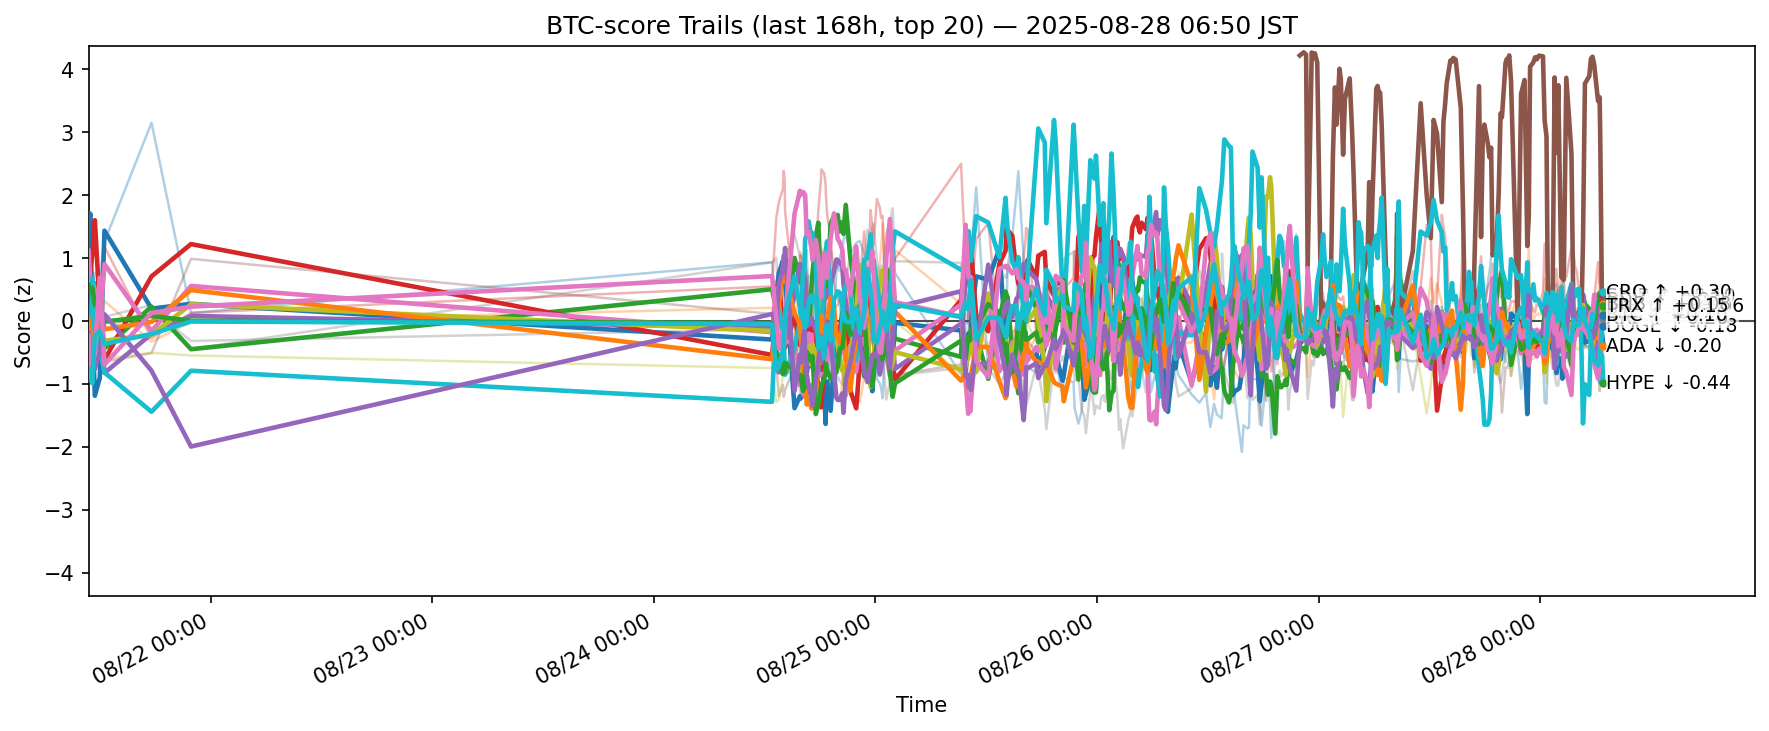 BTC-score Trails (last 168h, top 20) — 2025-08-28 06:50 JST
Score (z)
4
3
2
1
0
−1
−2
−3
−4
CRO ↑ +0.30
TRX ↑ +0.15
DOGE ↓ -0.18
ADA ↓ -0.20
HYPE ↓ -0.44
08/22 00:00
08/23 00:00
08/24 00:00
08/25 00:00
08/26 00:00
08/27 00:00
08/28 00:00
Time